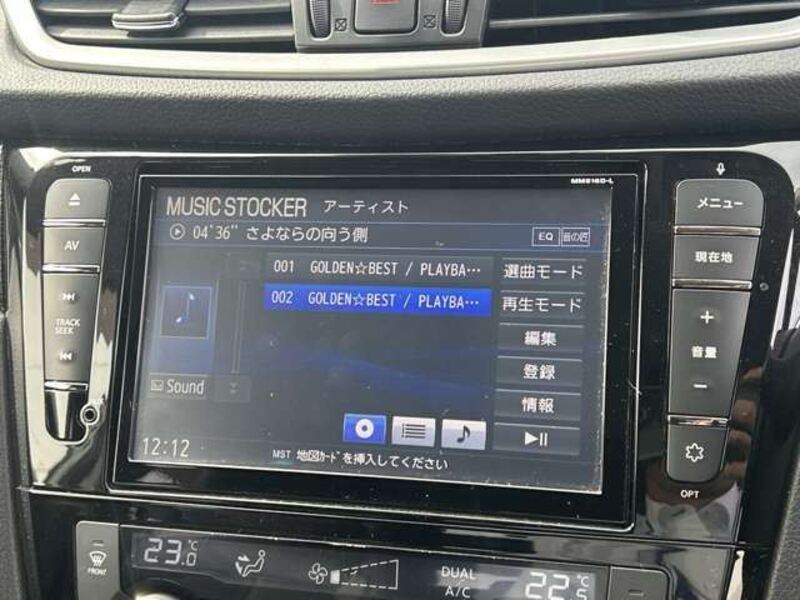 OPEN
MM516D-L
MUSIC STOCKER アーティスト
メニュー
04'36" さよならの向う側
EQ 音の匠
AV
001 GOLDEN☆BEST / PLAYBA…
選曲モード
現在地
002 GOLDEN☆BEST / PLAYBA…
再生モード
TRACK
SEEK
編集
音量
Sound
登録
情報
12:12
MST 地図ｶｰﾄﾞを挿入してください
OPT
FRONT
23.0°C
DUAL
A/C
22.5°C